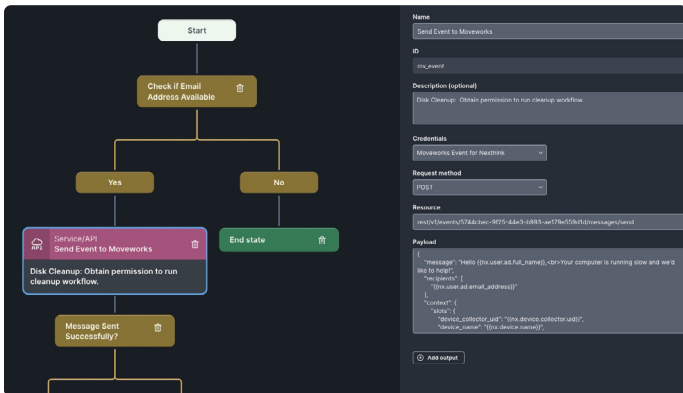 Start
Check if Email
Address Available
Yes
No
API
Service/API
Send Event to Moveworks
Disk Cleanup: Obtain permission to run
cleanup workflow.
End state
Message Sent
Successfully?
Name
Send Event to Moveworks
ID
mv_event
Description (optional)
Disk Cleanup: Obtain permission to run cleanup workflow.
Credentials
Moveworks Event for Nexthink
Request method
POST
Resource
Payload
{
"message": "Hello {{nx.user.ad.full_name}},<br>Your computer is running slow and we'd
like to help!",
"recipients": [
"{{nx.user.ad.email_address}}"
],
"context": {
"slots": {
"device_collector_uid": "{{nx.device.collector.uid}}",
"device_name": "{{nx.device.name}}",
Add output